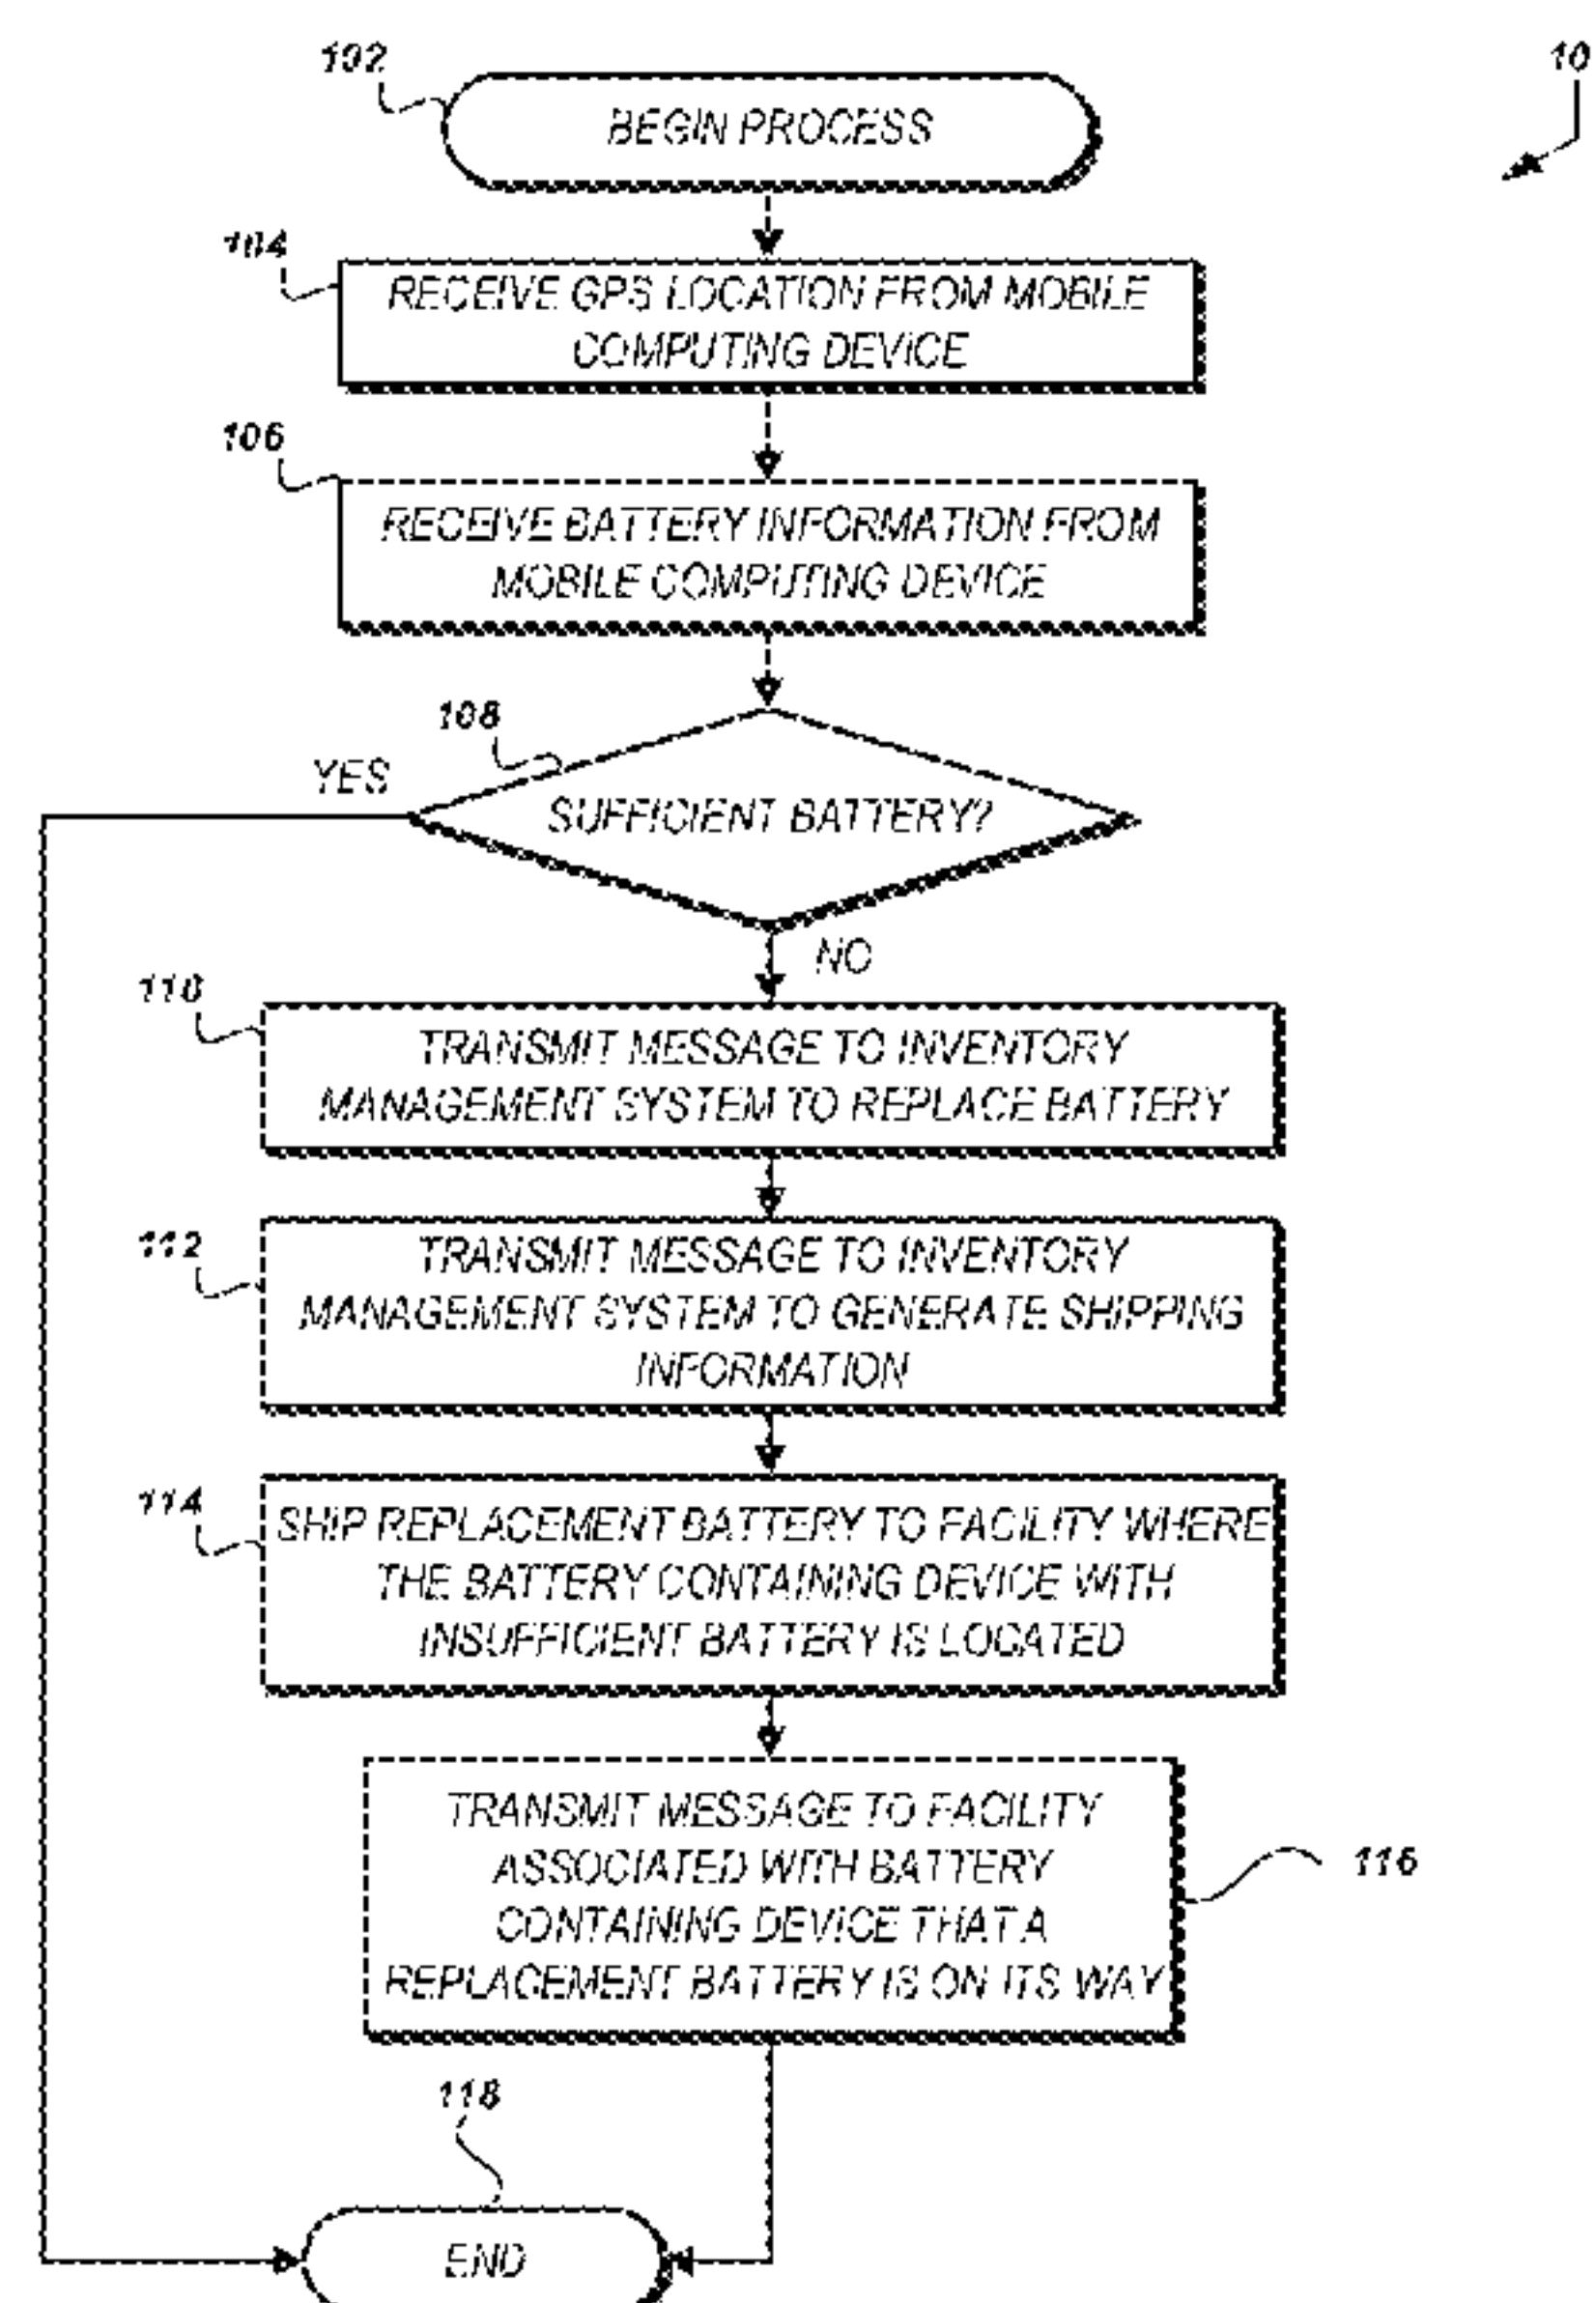 102
10
BEGIN PROCESS
104
RECEIVE GPS LOCATION FROM MOBILE
COMPUTING DEVICE
106
RECEIVE BATTERY INFORMATION FROM
MOBILE COMPUTING DEVICE
108
YES
SUFFICIENT BATTERY?
NO
110
TRANSMIT MESSAGE TO INVENTORY
MANAGEMENT SYSTEM TO REPLACE BATTERY
112
TRANSMIT MESSAGE TO INVENTORY
MANAGEMENT SYSTEM TO GENERATE SHIPPING
INFORMATION
114
SHIP REPLACEMENT BATTERY TO FACILITY WHERE
THE BATTERY CONTAINING DEVICE WITH
INSUFFICIENT BATTERY IS LOCATED
TRANSMIT MESSAGE TO FACILITY
ASSOCIATED WITH BATTERY
CONTAINING DEVICE THAT A
REPLACEMENT BATTERY IS ON ITS WAY
116
118
END